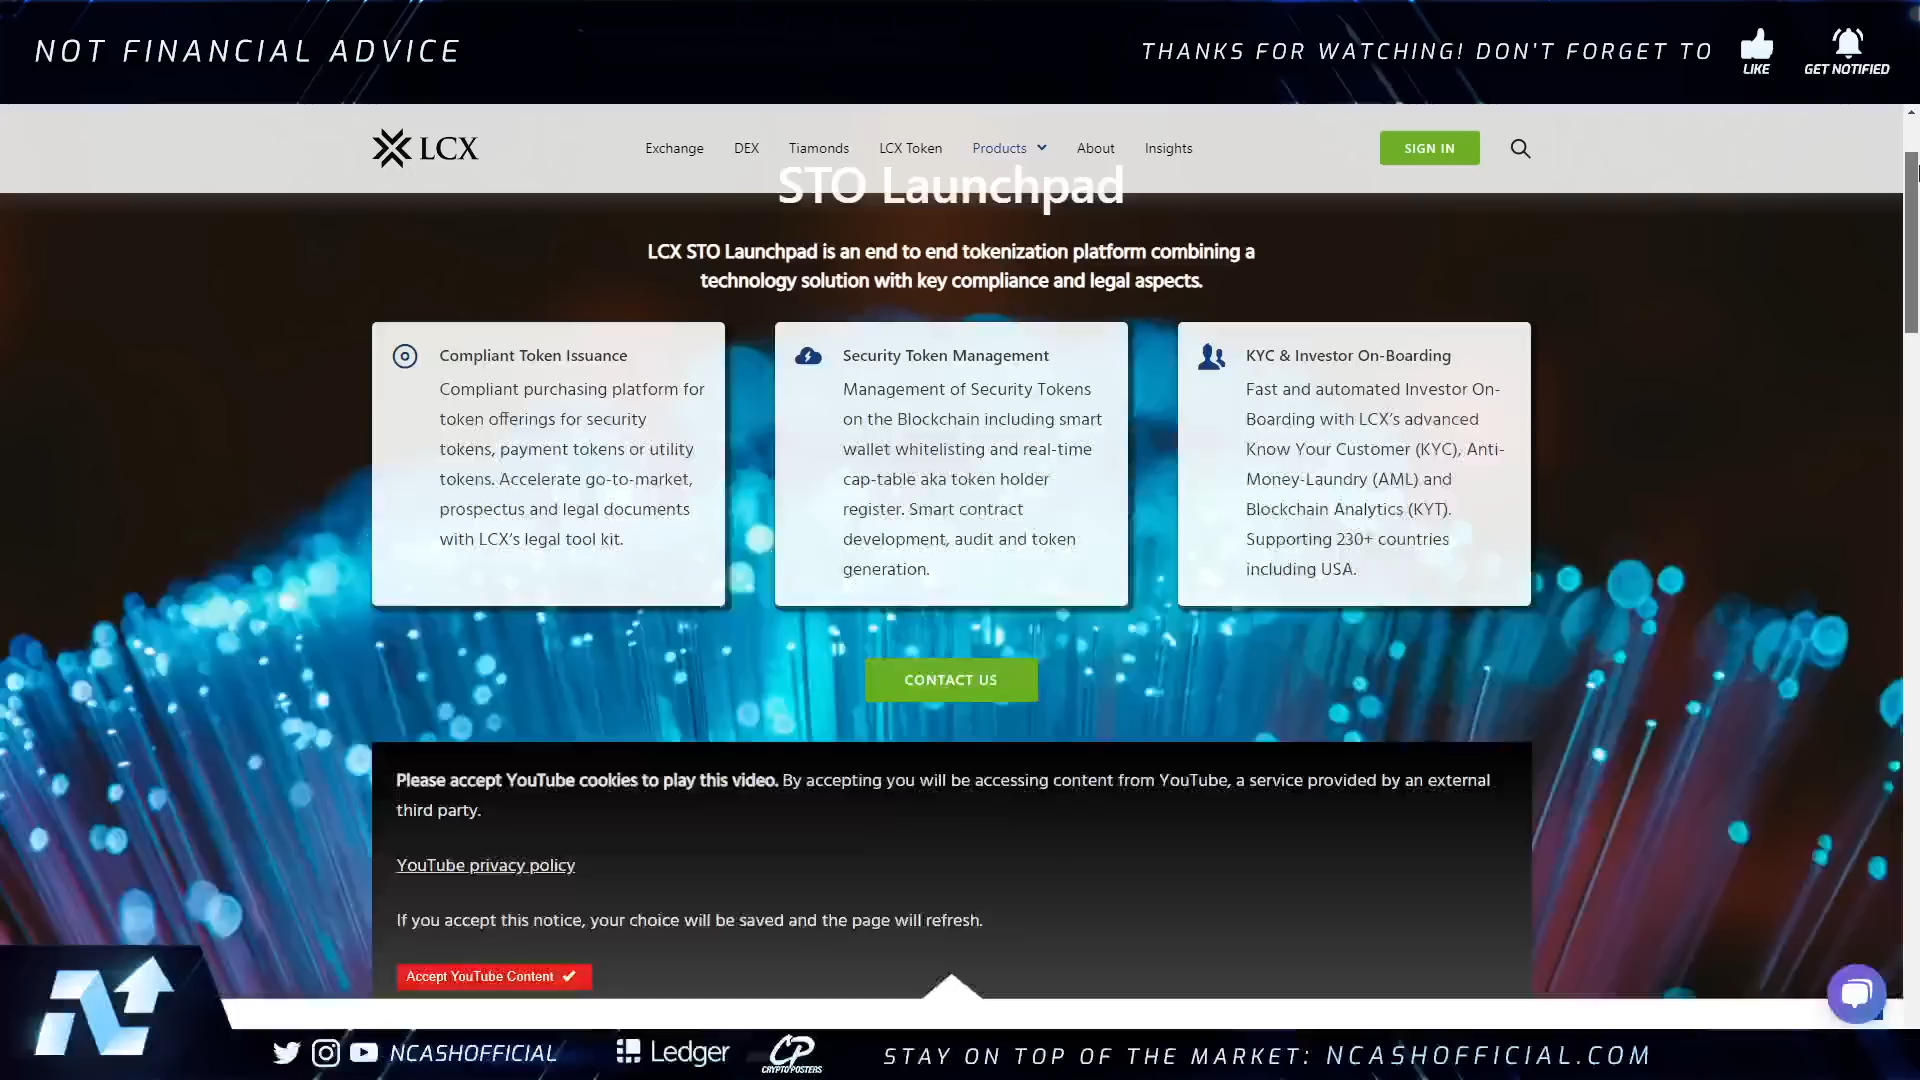 NOT FINANCIAL ADVICE
THANKS FOR WATCHING! DON'T FORGET TO
LIKE
GET NOTIFIED
LCX
Exchange
DEX
Tiamonds
LCX Token
Products
About
Insights
SIGN IN
STO Launchpad
LCX STO Launchpad is an end to end tokenization platform combining a
technology solution with key compliance and legal aspects.
Compliant Token Issuance
Compliant purchasing platform for
token offerings for security
tokens, payment tokens or utility
tokens. Accelerate go-to-market,
prospectus and legal documents
with LCX's legal tool kit.
Security Token Management
Management of Security Tokens
on the Blockchain including smart
wallet whitelisting and real-time
cap-table aka token holder
register. Smart contract
development, audit and token
generation.
KYC & Investor On-Boarding
Fast and automated Investor On-
Boarding with LCX's advanced
Know Your Customer (KYC), Anti-
Money-Laundry (AML) and
Blockchain Analytics (KYT).
Supporting 230+ countries
including USA.
CONTACT US
Please accept YouTube cookies to play this video. By accepting you will be accessing content from YouTube, a service provided by an external
third party.
YouTube privacy policy
If you accept this notice, your choice will be saved and the page will refresh.
Accept YouTube Content
NCASHOFFICIAL
Ledger
CP
CRYPTOPOSTERS
STAY ON TOP OF THE MARKET: NCASHOFFICIAL.COM